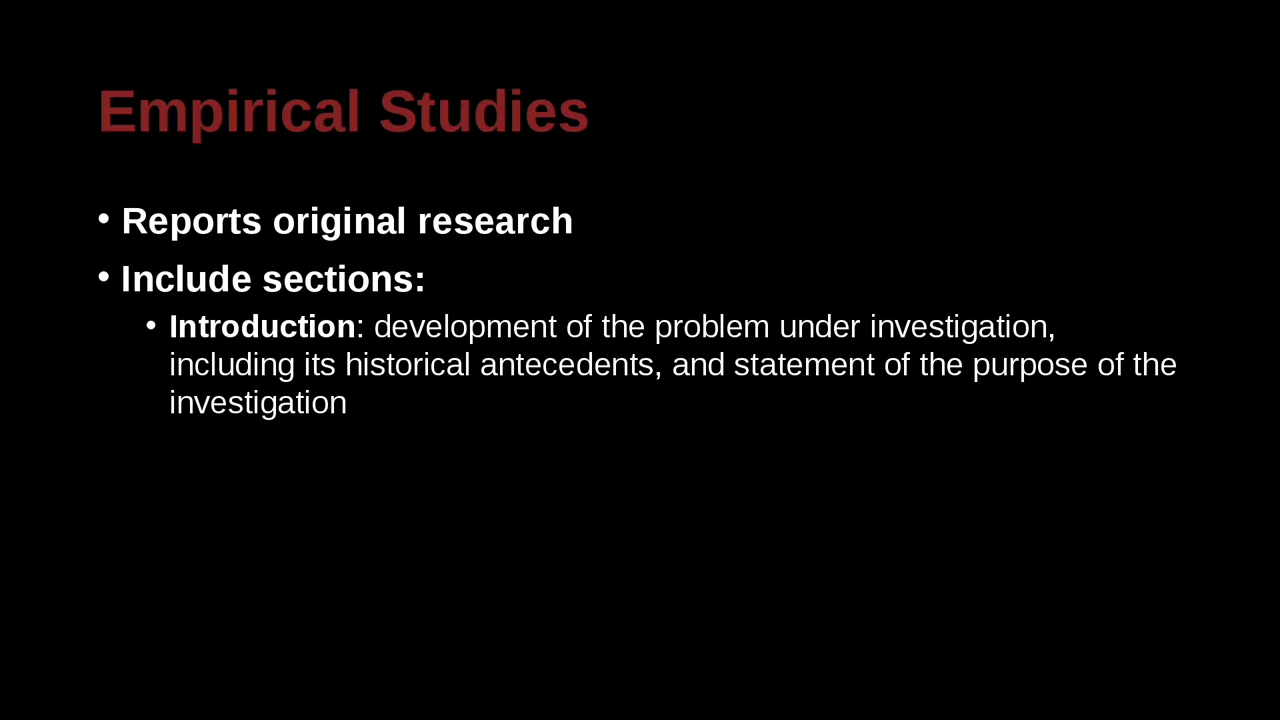 Empirical Studies
• Reports original research
• Include sections:
• Introduction: development of the problem under investigation,
including its historical antecedents, and statement of the purpose of the
investigation